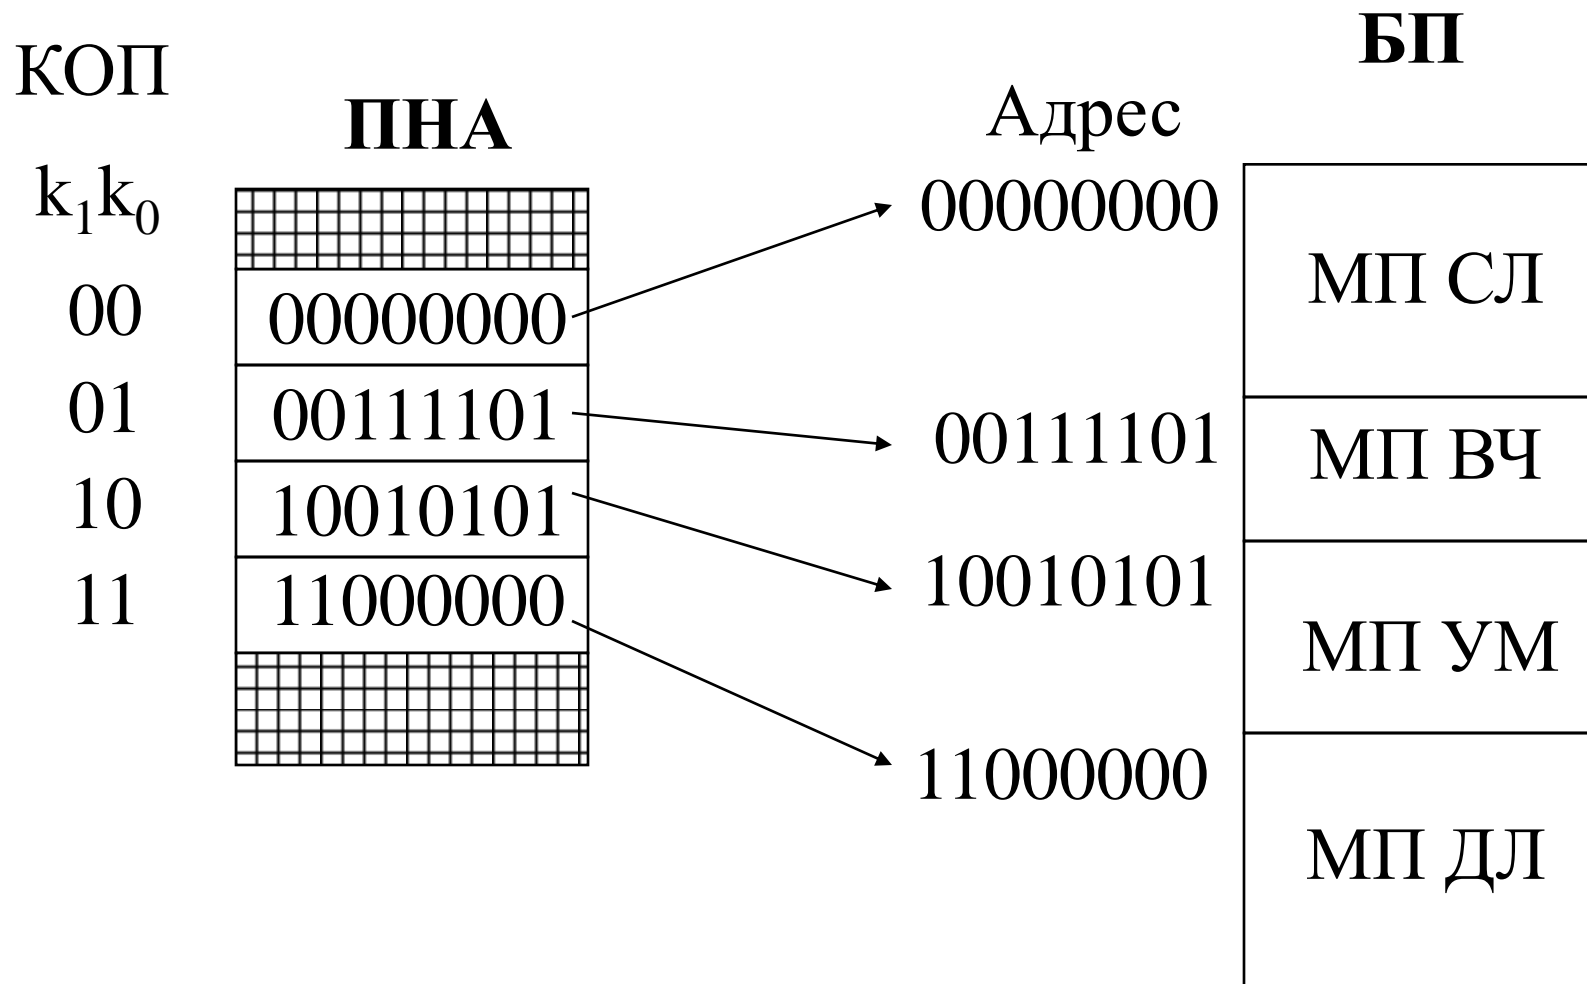 КОП
k₁k₀
00
01
10
11
ПНА
00000000
00111101
10010101
11000000
Адрес
00000000
00111101
10010101
11000000
БП
МП СЛ
МП ВЧ
МП УМ
МП ДЛ